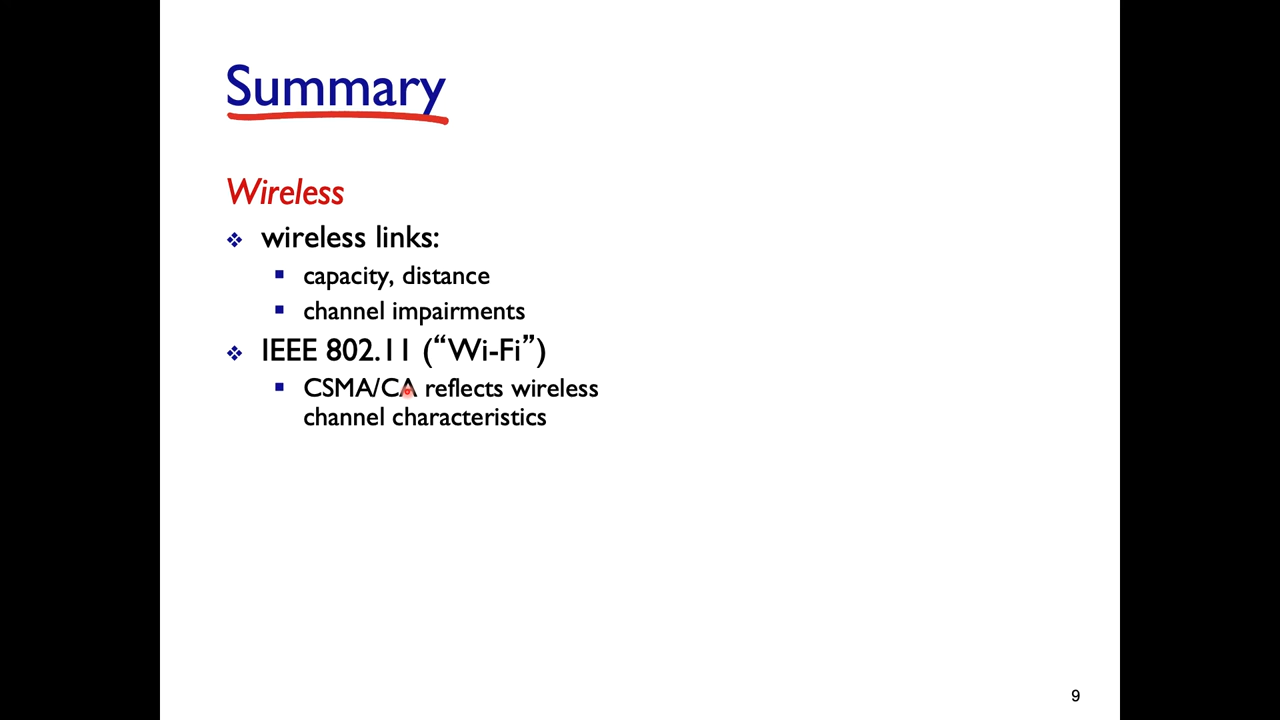 Summary
Wireless
wireless links:
capacity, distance
channel impairments
IEEE 802.11 (“Wi-Fi”)
CSMA/CA reflects wireless
channel characteristics
9